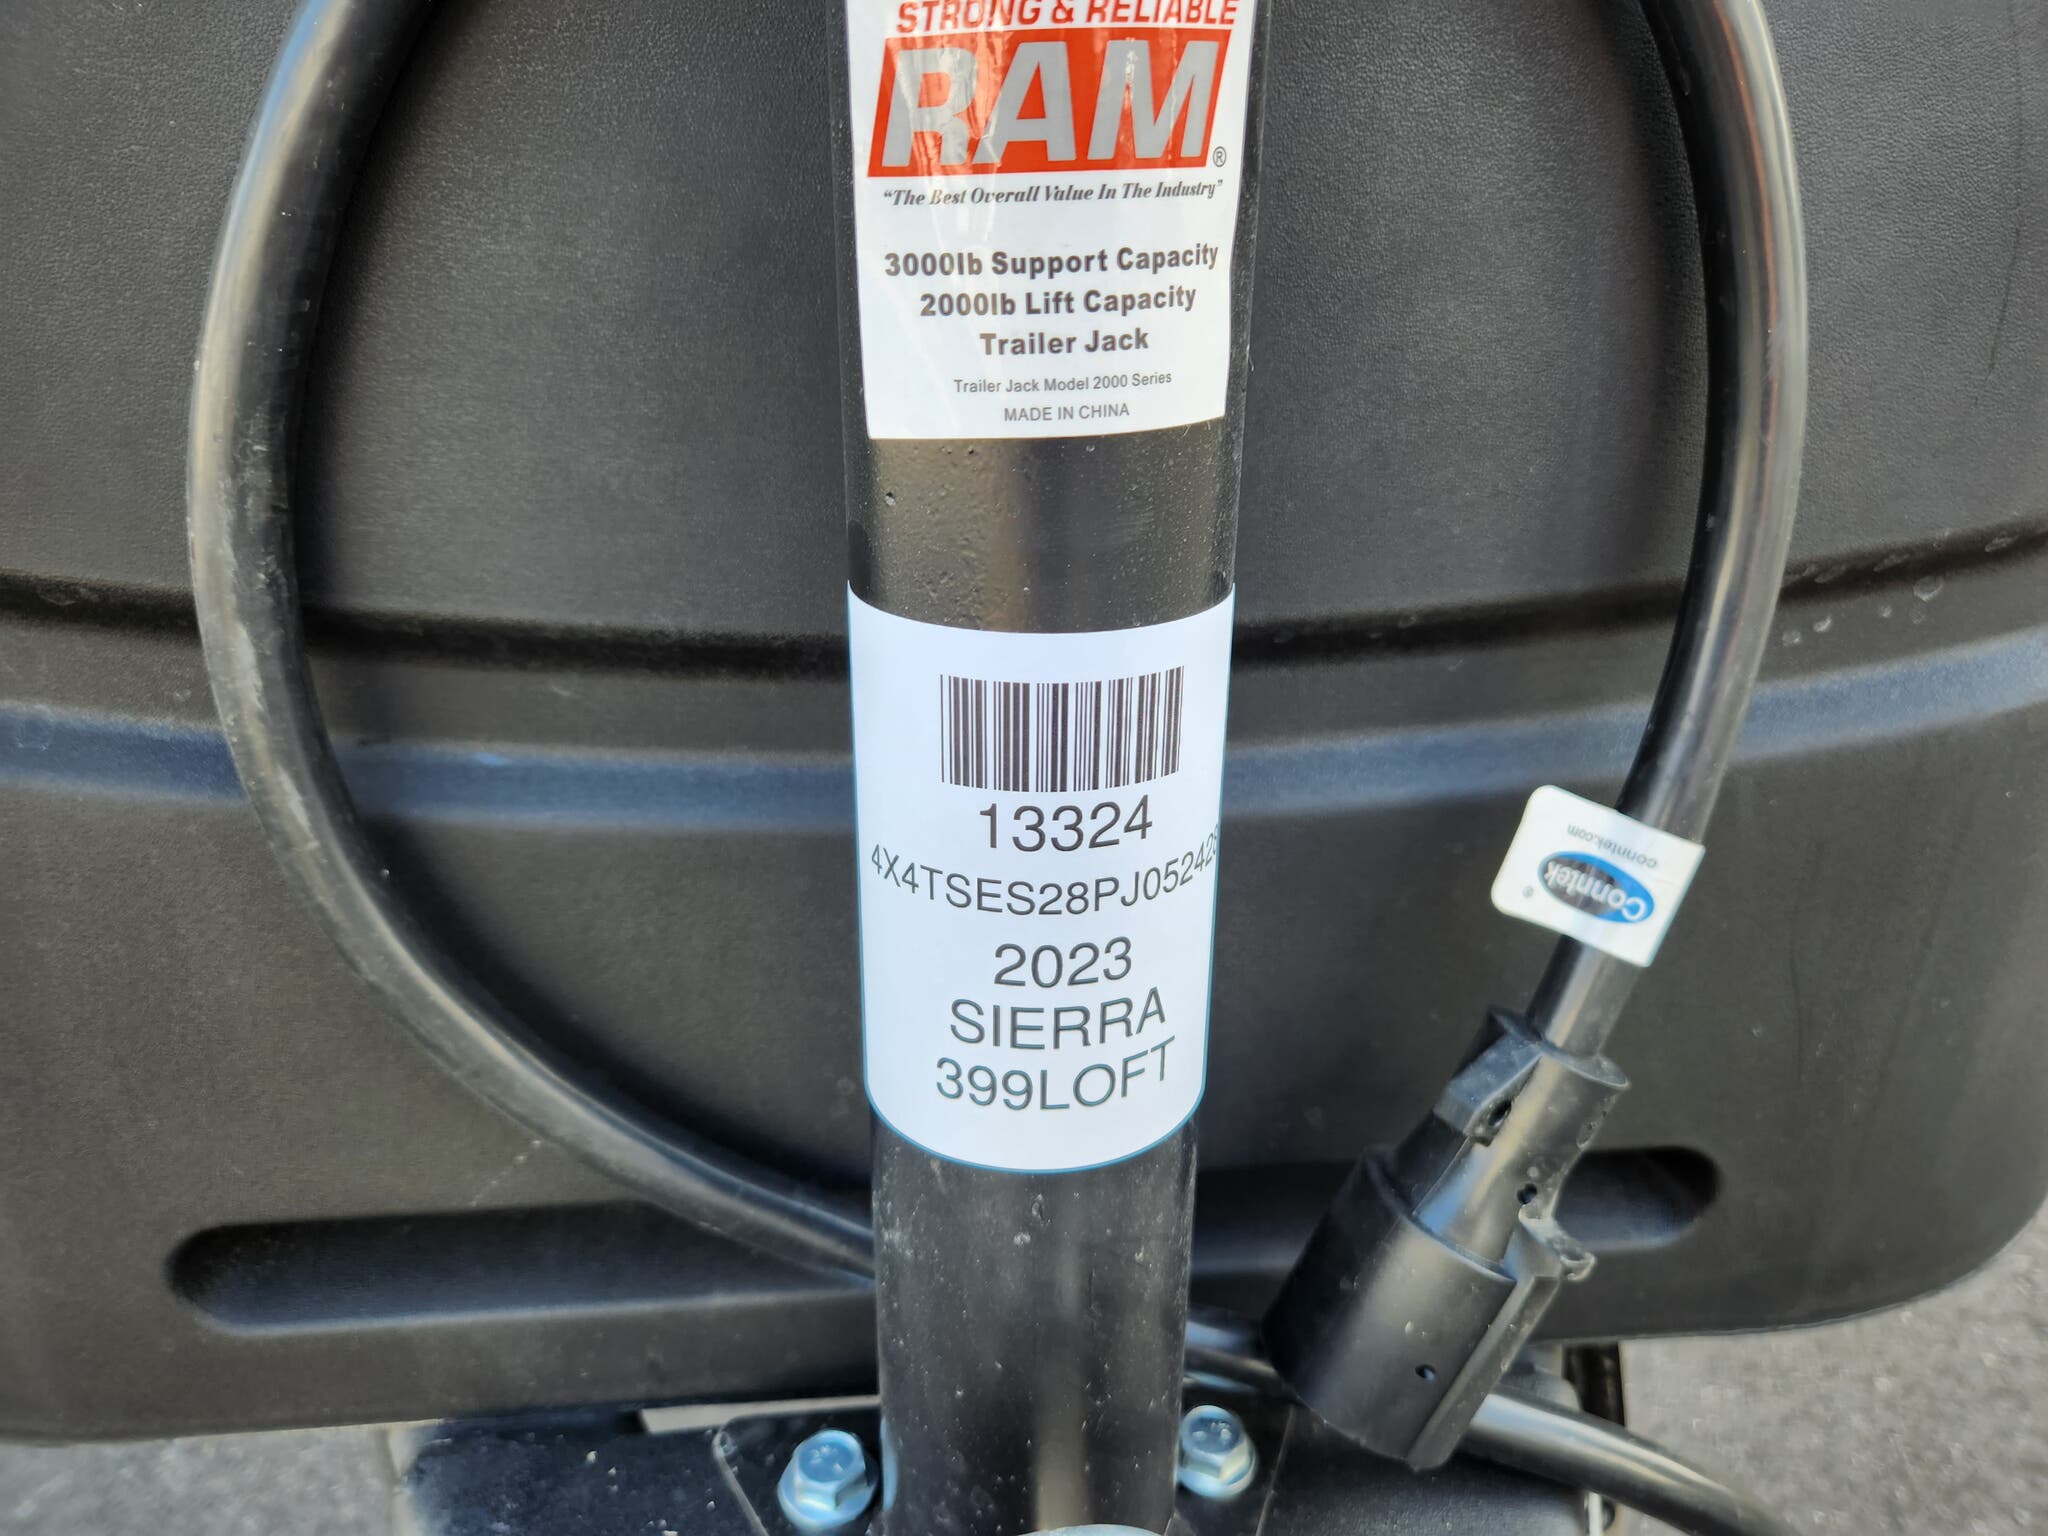 STRONG & RELIABLE
RAM®
"The Best Overall Value In The Industry"
3000lb Support Capacity
2000lb Lift Capacity
Trailer Jack
Trailer Jack Model 2000 Series
MADE IN CHINA
13324
4X4TSES28PJ052428
2023
SIERRA
399LOFT
Conntek®
conntek.com